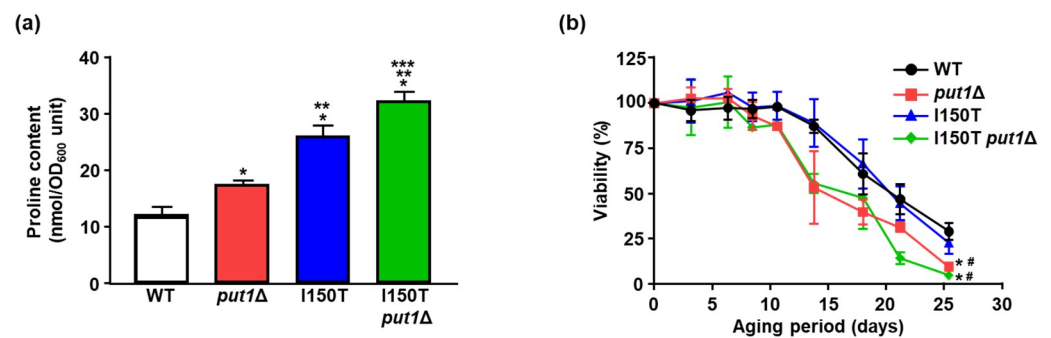 (a)
Proline content
(nmol/OD600 unit)
40
30
20
10
0
*
**
*
***
**
*
WT
put1Δ
I150T
I150T
put1Δ
(b)
Viability (%)
125
100
75
50
25
0
0
5
10
15
20
25
30
Aging period (days)
WT
put1Δ
I150T
I150T put1Δ
* #
* #